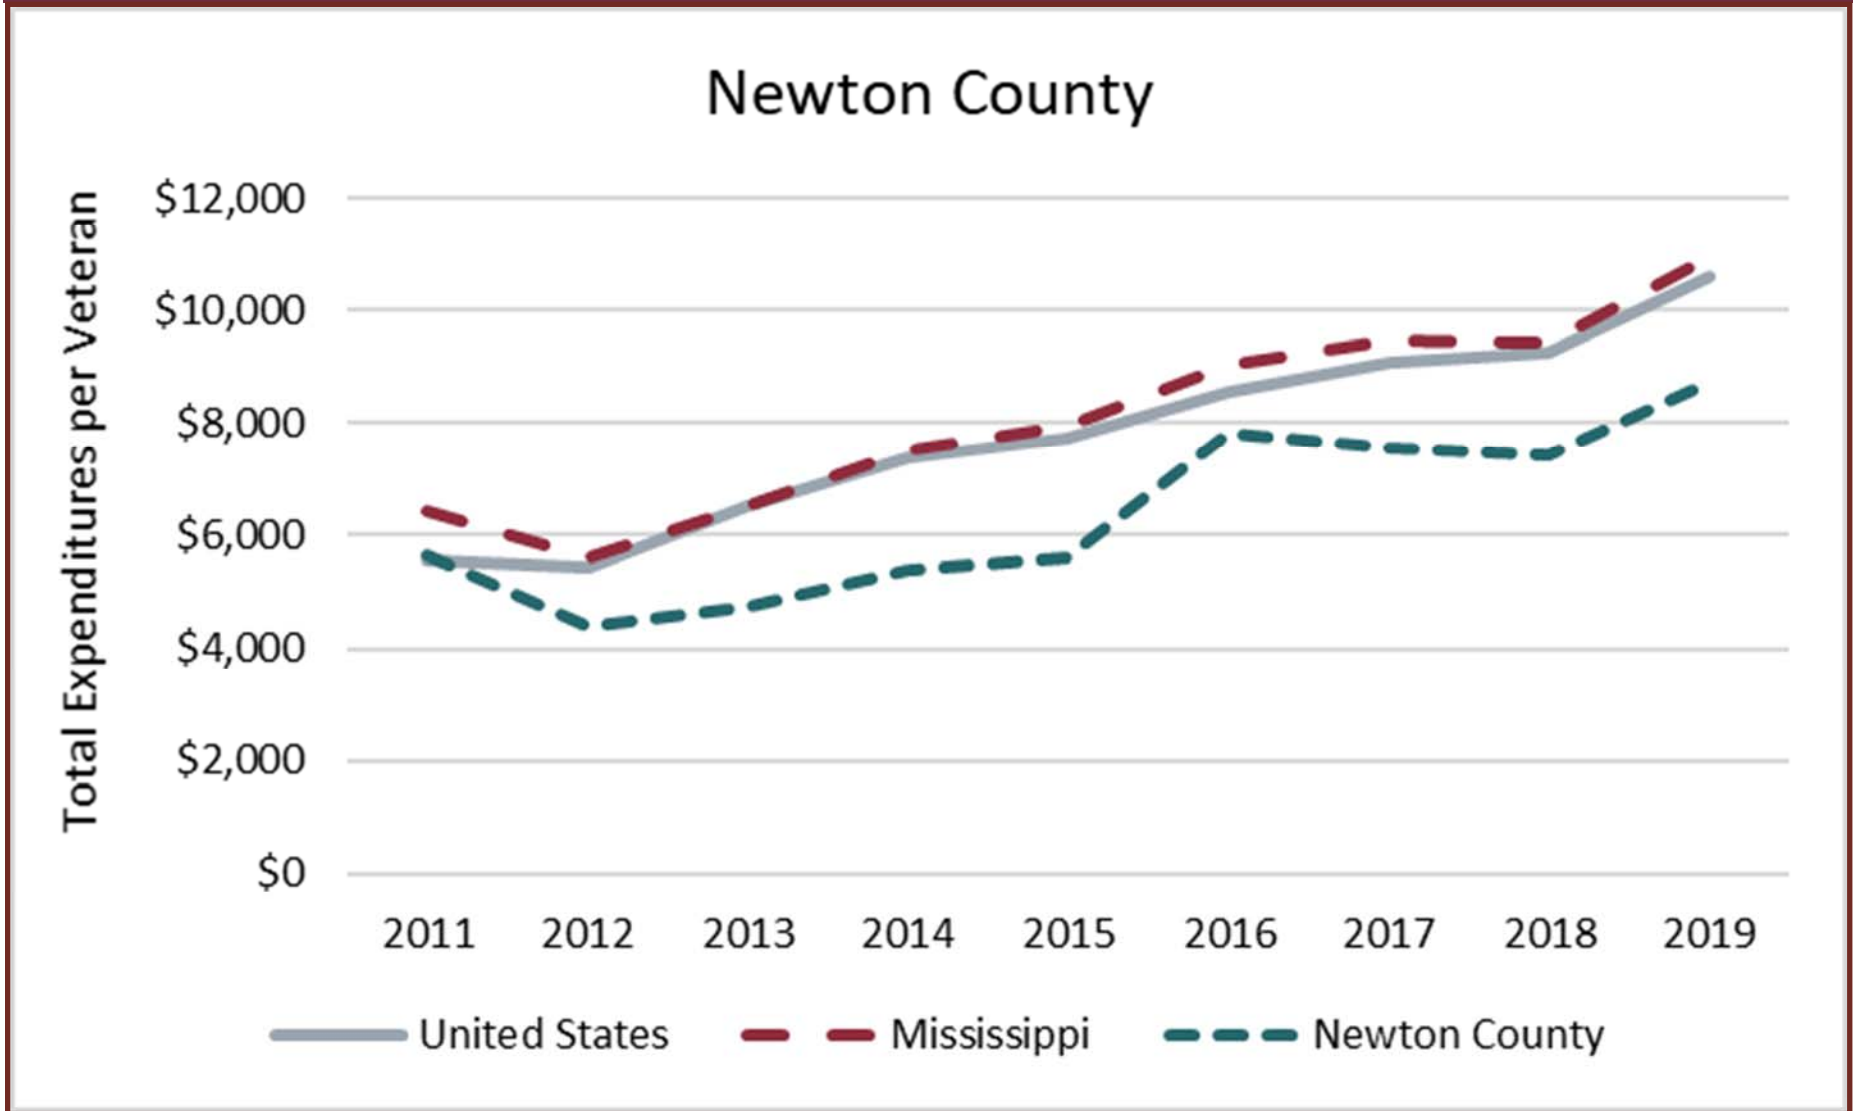 Newton County
Total Expenditures per Veteran
$12,000
$10,000
$8,000
$6,000
$4,000
$2,000
$0
2011 2012 2013 2014 2015 2016 2017 2018 2019
United States Mississippi Newton County